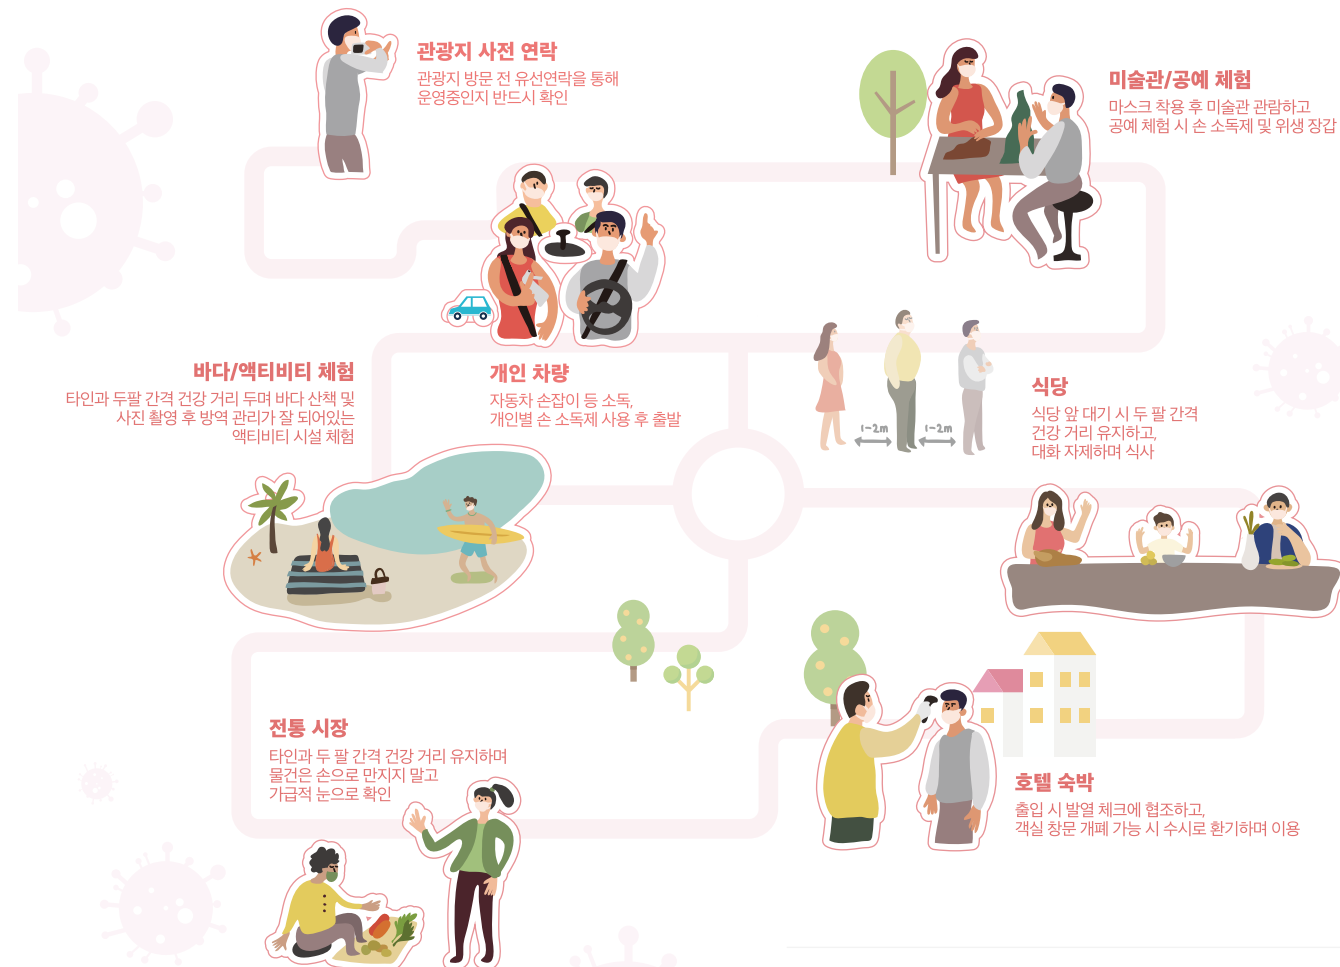 관광지 사전 연락
관광지 방문 전 유선연락을 통해
운영중인지 반드시 확인
미술관/공예 체험
마스크 착용 후 미술관 관람하고
공예 체험 시 손 소독제 및 위생 장갑
개인 차량
자동차 손잡이 등 소독,
개인별 손 소독제 사용 후 출발
바다/액티비티 체험
타인과 두팔 간격 건강 거리 두며 바다 산책 및
사진 촬영 후 방역 관리가 잘 되어있는
액티비티 시설 체험
1~2m
1~2m
식당
식당 앞 대기 시 두 팔 간격
건강 거리 유지하고,
대화 자제하며 식사
전통 시장
타인과 두 팔 간격 건강 거리 유지하며
물건은 손으로 만지지 말고
가급적 눈으로 확인
호텔 숙박
출입 시 발열 체크에 협조하고,
객실 창문 개폐 가능 시 수시로 환기하며 이용